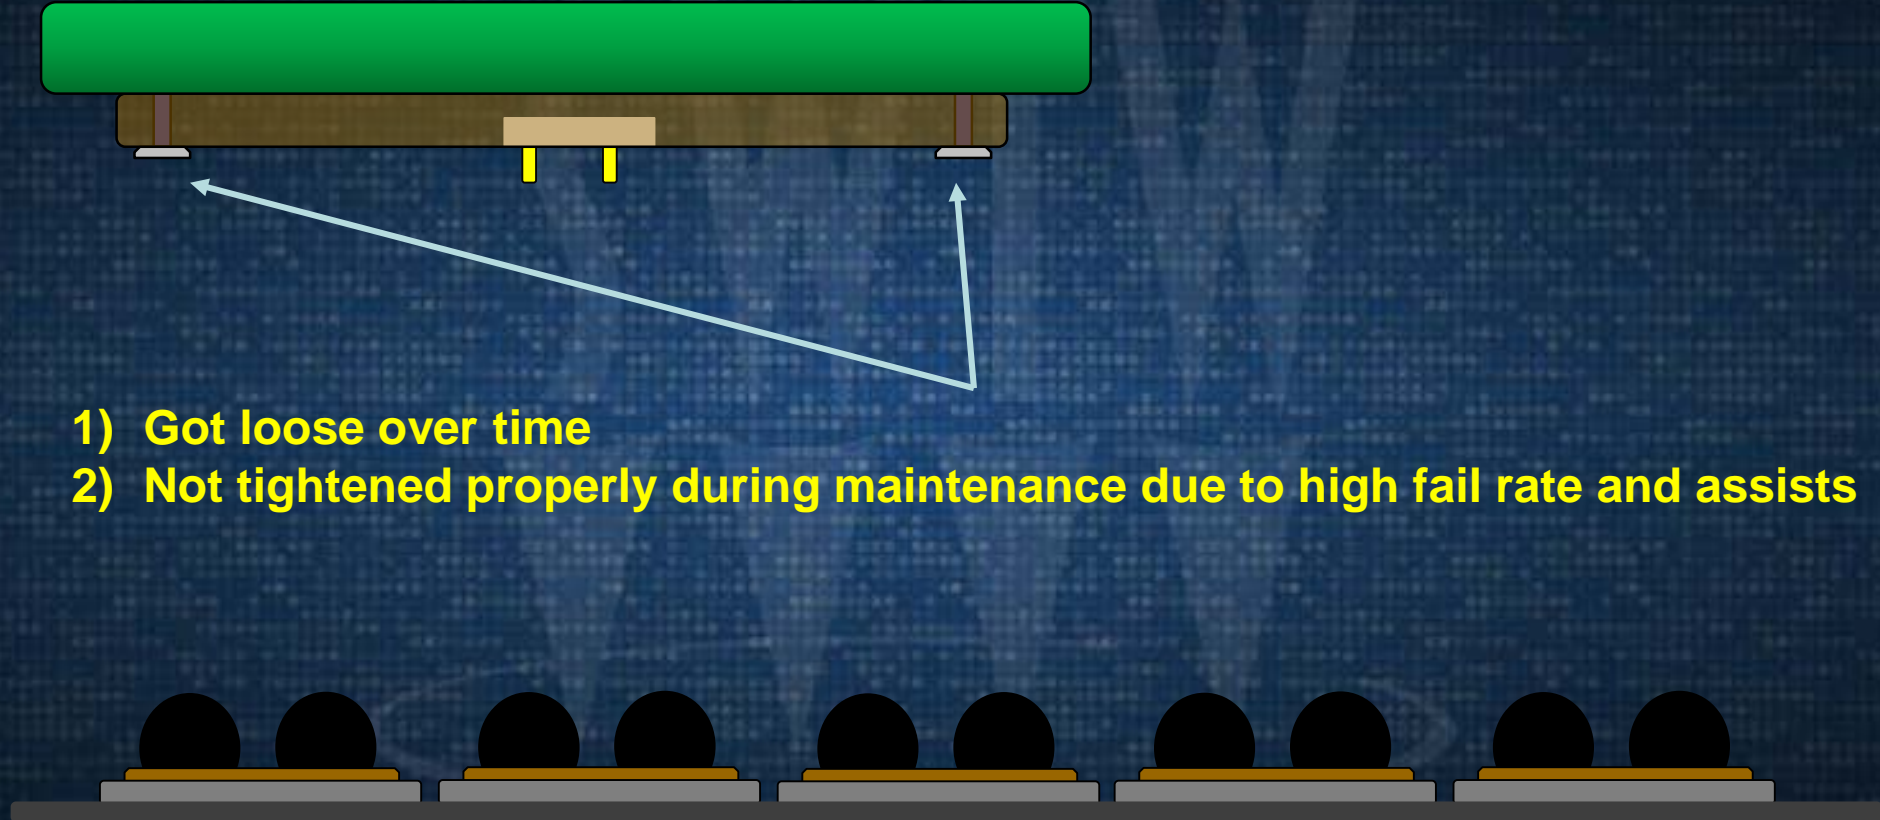 1) Got loose over time
2) Not tightened properly during maintenance due to high fail rate and assists